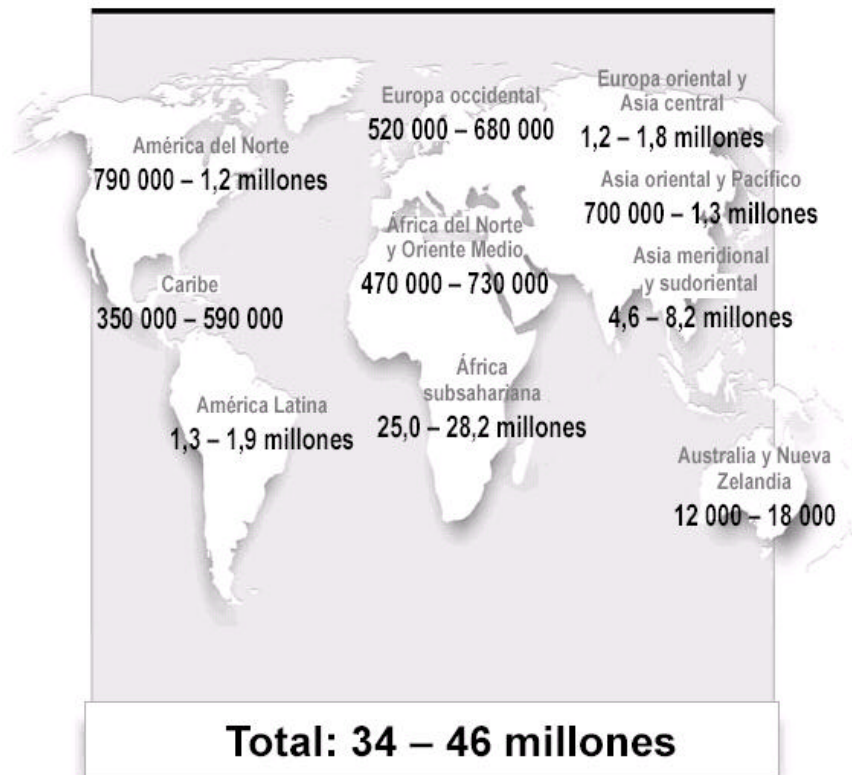 Europa occidental
520 000 – 680 000
Europa oriental y
Asia central
1,2 – 1,8 millones
América del Norte
790 000 – 1,2 millones
Asia oriental y Pacífico
700 000 – 1,3 millones
África del Norte
y Oriente Medio
470 000 – 730 000
Asia meridional
y sudoriental
4,6 – 8,2 millones
Caribe
350 000 – 590 000
África
subsahariana
25,0 – 28,2 millones
América Latina
1,3 – 1,9 millones
Australia y Nueva
Zelandia
12 000 – 18 000
Total: 34 – 46 millones